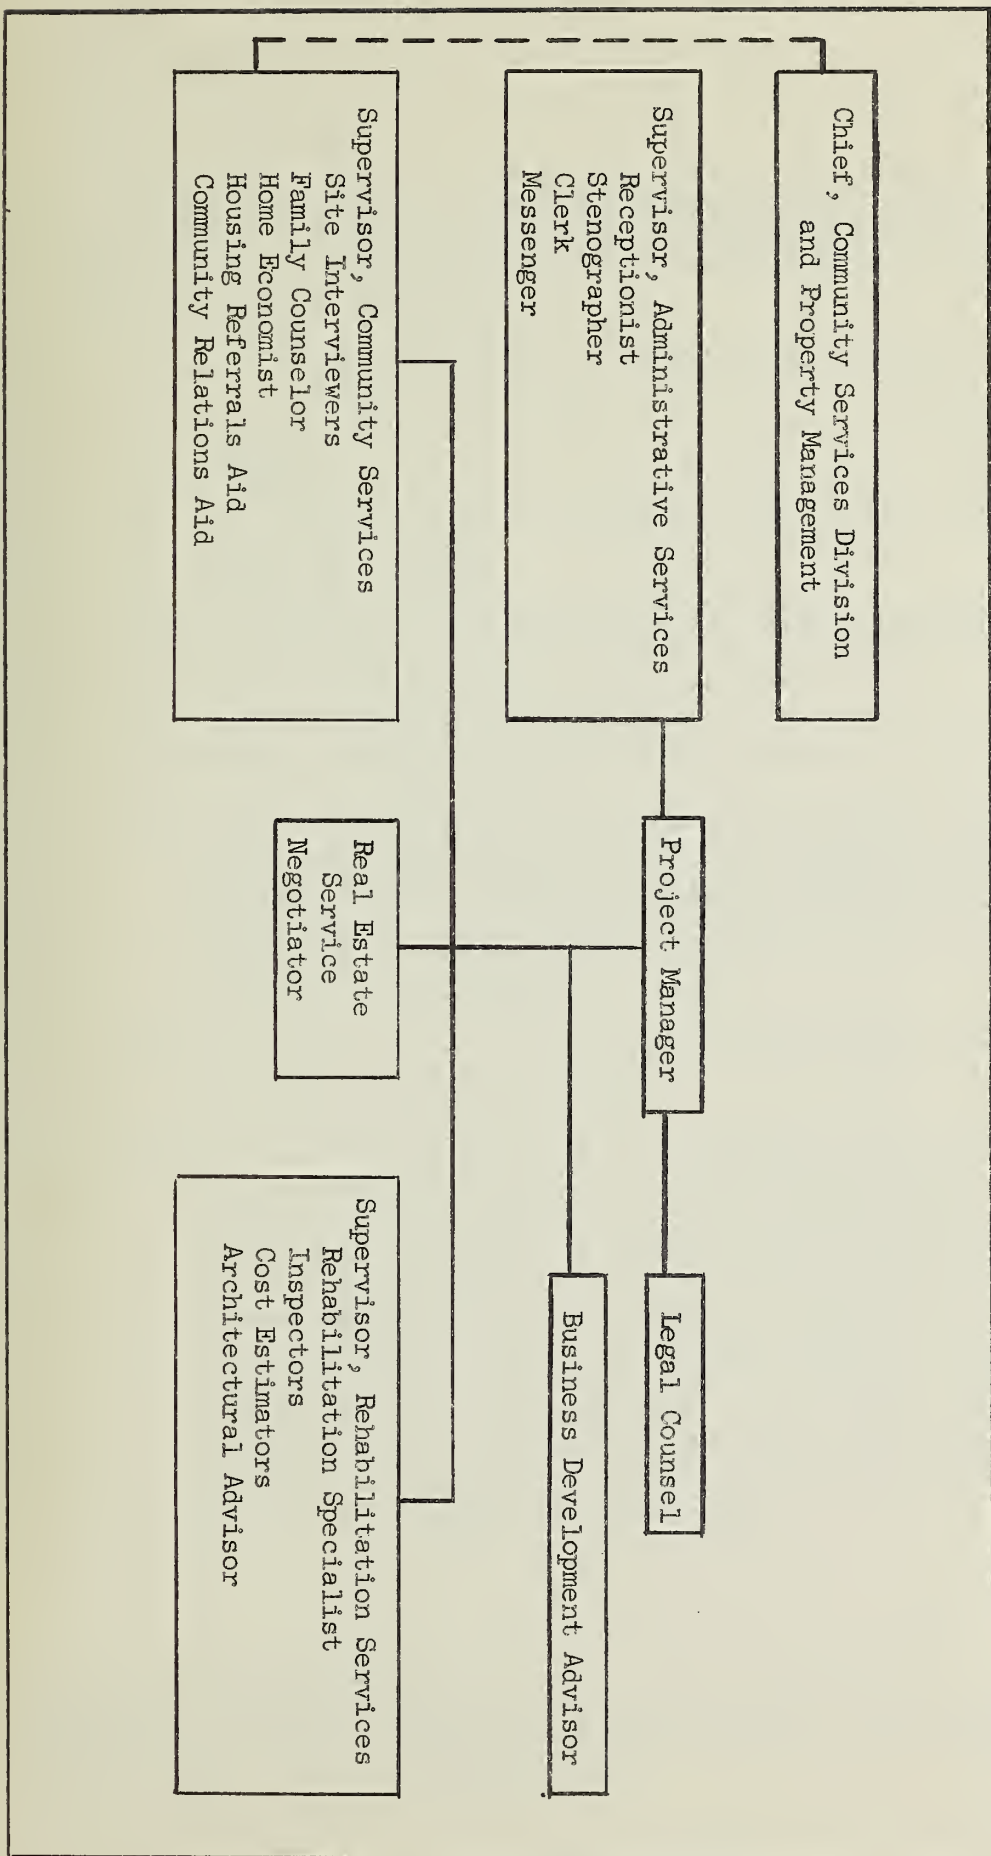 Chief, Community Services Division
and Property Management
Supervisor, Administrative Services
Receptionist
Stenographer
Clerk
Messenger
Project Manager
Legal Counsel
Business Development Advisor
Supervisor, Community Services
Site Interviewers
Family Counselor
Home Economist
Housing Referrals Aid
Community Relations Aid
Real Estate
Service
Negotiator
Supervisor, Rehabilitation Services
Rehabilitation Specialist
Inspectors
Cost Estimators
Architectural Advisor